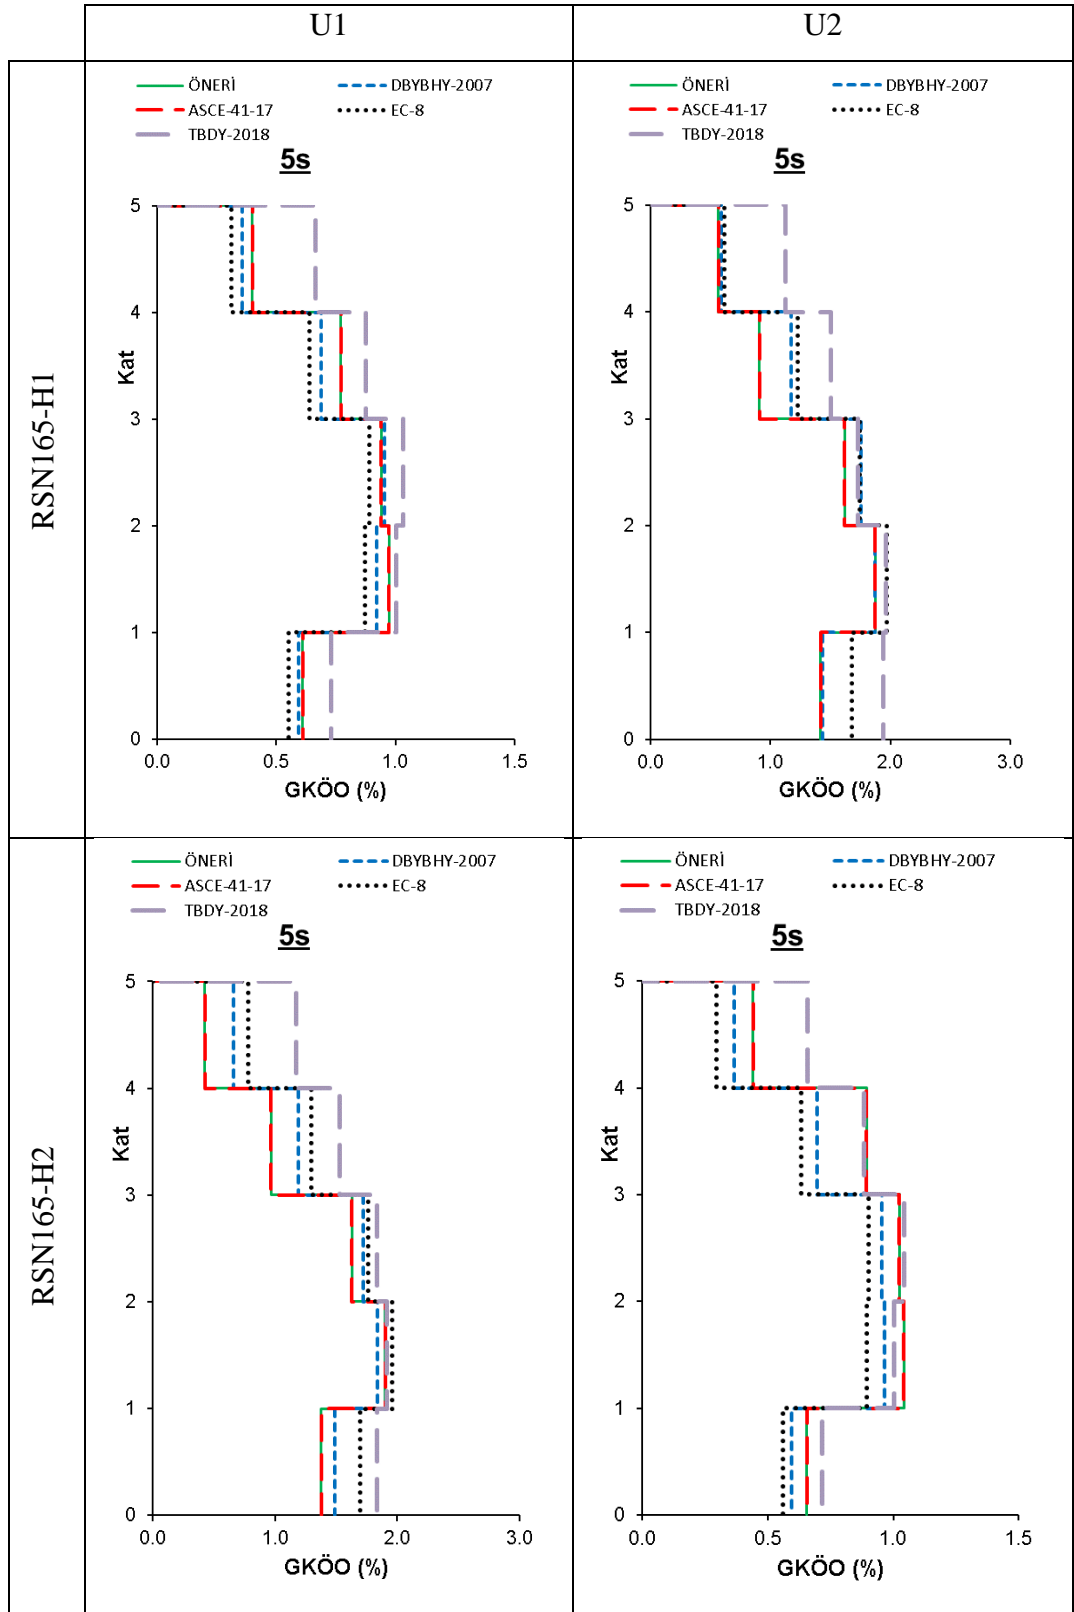 U1
U2
RSN165-H1
ÖNERİ
DBYBHY-2007
ASCE-41-17
EC-8
TBDY-2018
5s
5
4
3
2
1
0
Kat
0.0 0.5 1.0 1.5
GKÖO (%)
ÖNERİ
DBYBHY-2007
ASCE-41-17
EC-8
TBDY-2018
5s
5
4
3
2
1
0
Kat
0.0 1.0 2.0 3.0
GKÖO (%)
RSN165-H2
ÖNERİ
DBYBHY-2007
ASCE-41-17
EC-8
TBDY-2018
5s
5
4
3
2
1
0
Kat
0.0 1.0 2.0 3.0
GKÖO (%)
ÖNERİ
DBYBHY-2007
ASCE-41-17
EC-8
TBDY-2018
5s
5
4
3
2
1
0
Kat
0.0 0.5 1.0 1.5
GKÖO (%)